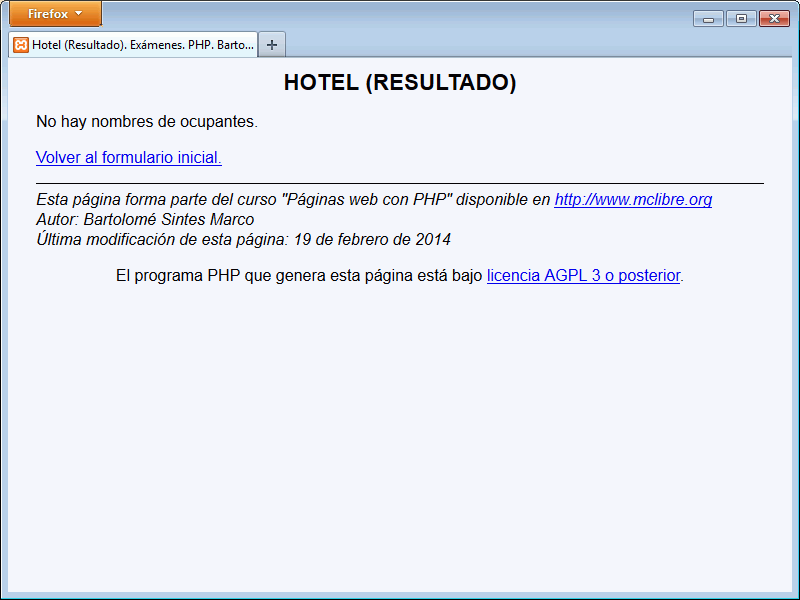 Firefox
Hotel (Resultado). Exámenes. PHP. Barto...
HOTEL (RESULTADO)
No hay nombres de ocupantes.
Volver al formulario inicial.
Esta página forma parte del curso "Páginas web con PHP" disponible en http://www.mclibre.org
Autor: Bartolomé Sintes Marco
Última modificación de esta página: 19 de febrero de 2014
El programa PHP que genera esta página está bajo licencia AGPL 3 o posterior.